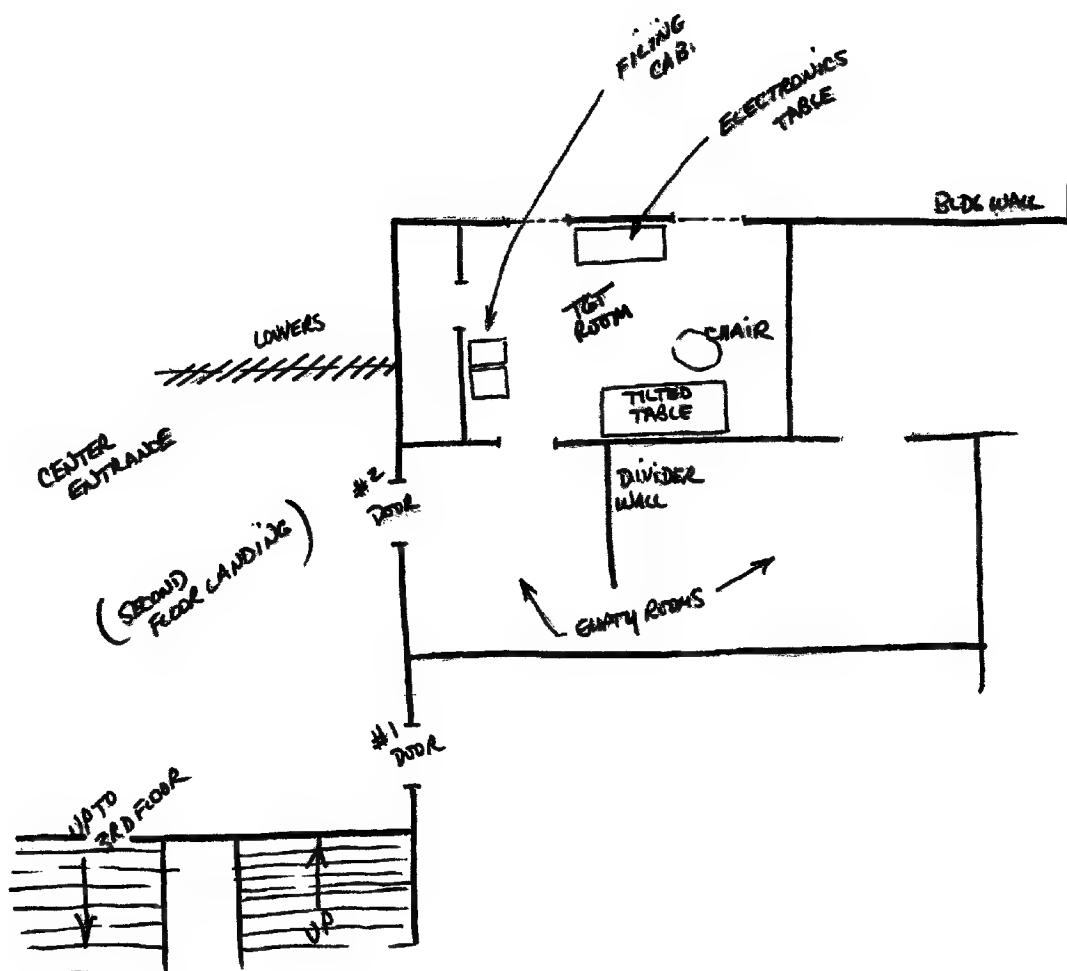 FILING
CAB.
ELECTRONICS
TABLE
BLDG WALL
TGT
ROOM
LOWERS
CHAIR
TILTED
TABLE
CENTER
ENTRANCE
#2
DOOR
DIVIDER
WALL
(SECOND
FLOOR LANDING)
EMPTY ROOMS
#1
DOOR
UP TO
3RD FLOOR
UP